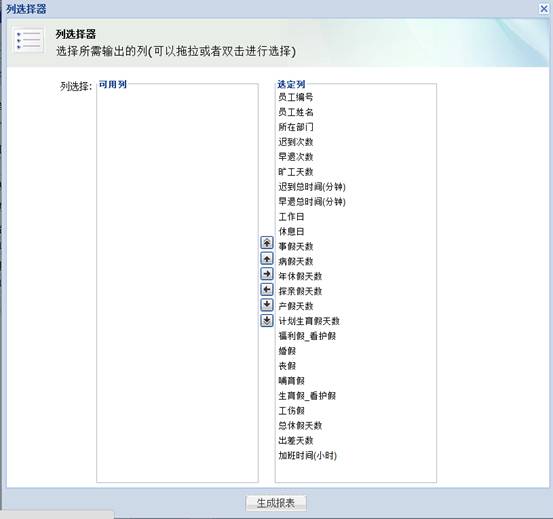 列选择器
列选择器
选择所需输出的列(可以拖拉或者双击进行选择)
列选择:
可用列
选定列
员工编号
员工姓名
所在部门
迟到次数
早退次数
旷工天数
迟到总时间(分钟)
早退总时间(分钟)
工作日
休息日
事假天数
病假天数
年休假天数
探亲假天数
产假天数
计划生育假天数
福利假_看护假
婚假
丧假
哺育假
生育假_看护假
工伤假
总休假天数
出差天数
加班时间(小时)
生成报表